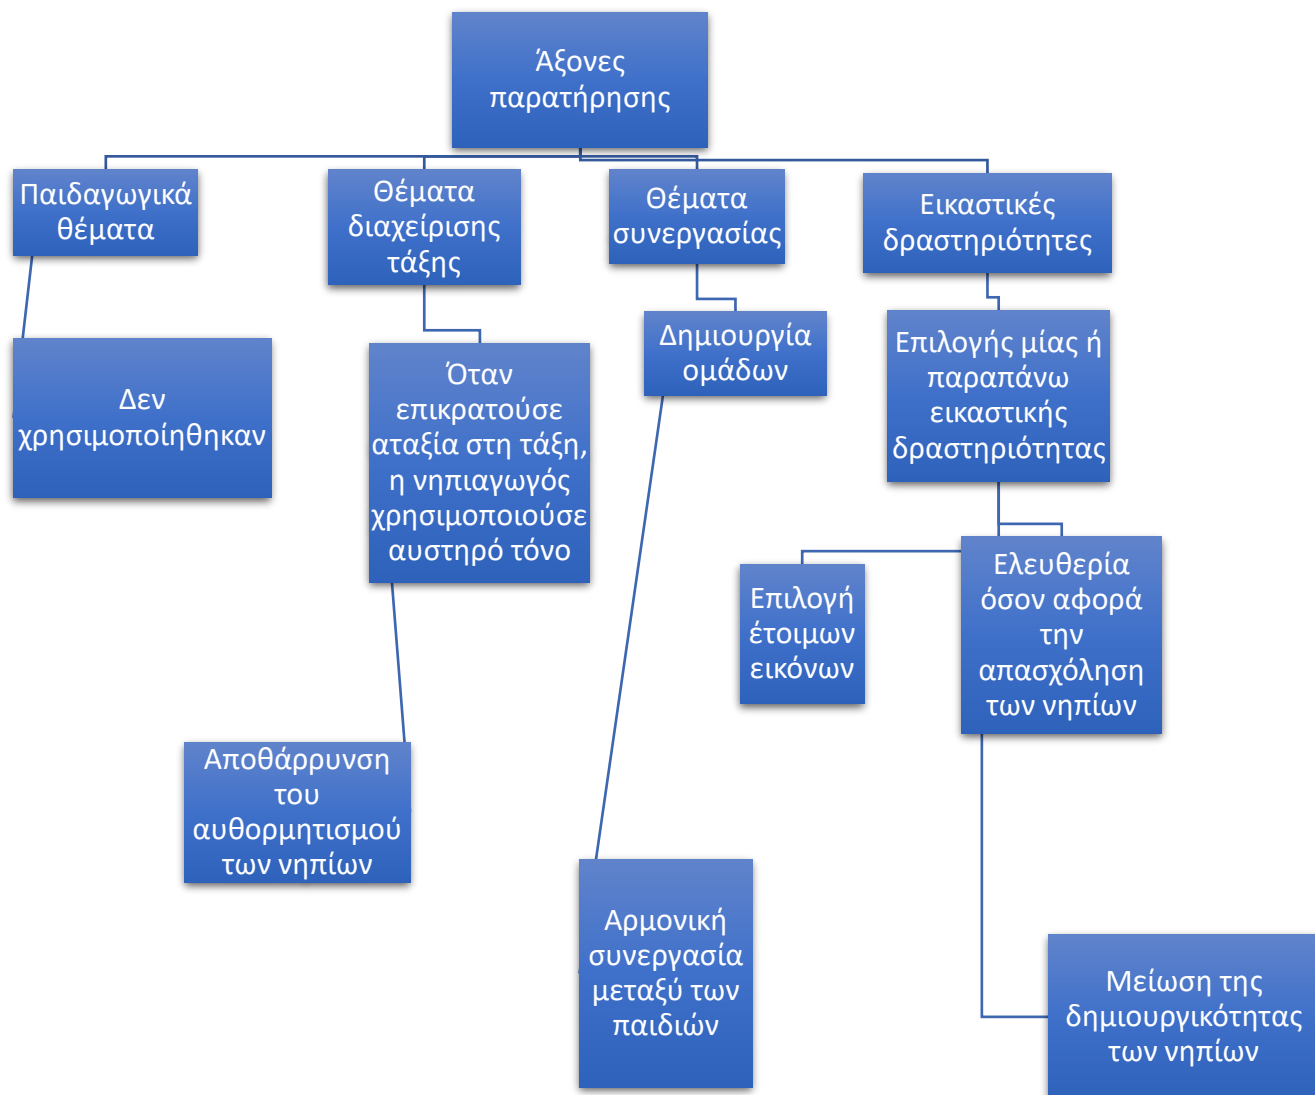 Άξονες
παρατήρησης
Παιδαγωγικά
θέματα
Θέματα
διαχείρισης
τάξης
Θέματα
συνεργασίας
Εικαστικές
δραστηριότητες
Δεν
χρησιμοποίηθηκαν
Όταν
επικρατούσε
αταξία στη τάξη,
η νηπιαγωγός
χρησιμοποιούσε
αυστηρό τόνο
Δημιουργία
ομάδων
Επιλογής μίας ή
παραπάνω
εικαστικής
δραστηριότητας
Επιλογή
έτοιμων
εικόνων
Ελευθερία
όσον αφορά
την
απασχόληση
των νηπίων
Αποθάρρυνση
του
αυθορμητισμού
των νηπίων
Αρμονική
συνεργασία
μεταξύ των
παιδιών
Μείωση της
δημιουργικότητας
των νηπίων